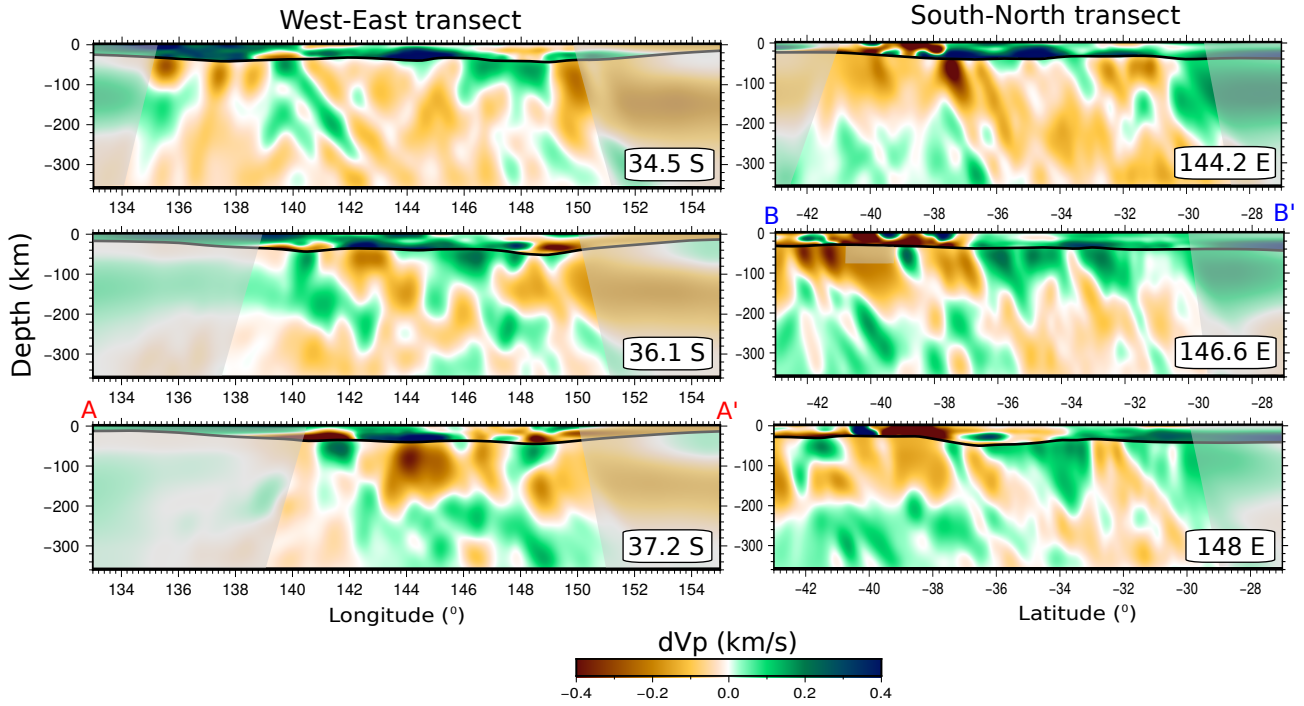 West-East transect
South-North transect
0
−100
−200
−300
34.5 S
134 136 138 140 142 144 146 148 150 152 154
0
−100
−200
−300
144.2 E
B
−42 −40 −38 −36 −34 −32 −30 −28
B'
Depth (km)
0
−100
−200
−300
36.1 S
134 136 138 140 142 144 146 148 150 152 154
0
−100
−200
−300
146.6 E
−42 −40 −38 −36 −34 −32 −30 −28
A
A'
0
−100
−200
−300
37.2 S
134 136 138 140 142 144 146 148 150 152 154
Longitude (⁰)
0
−100
−200
−300
148 E
−42 −40 −38 −36 −34 −32 −30 −28
Latitude (⁰)
dVp (km/s)
−0.4 −0.2 0.0 0.2 0.4